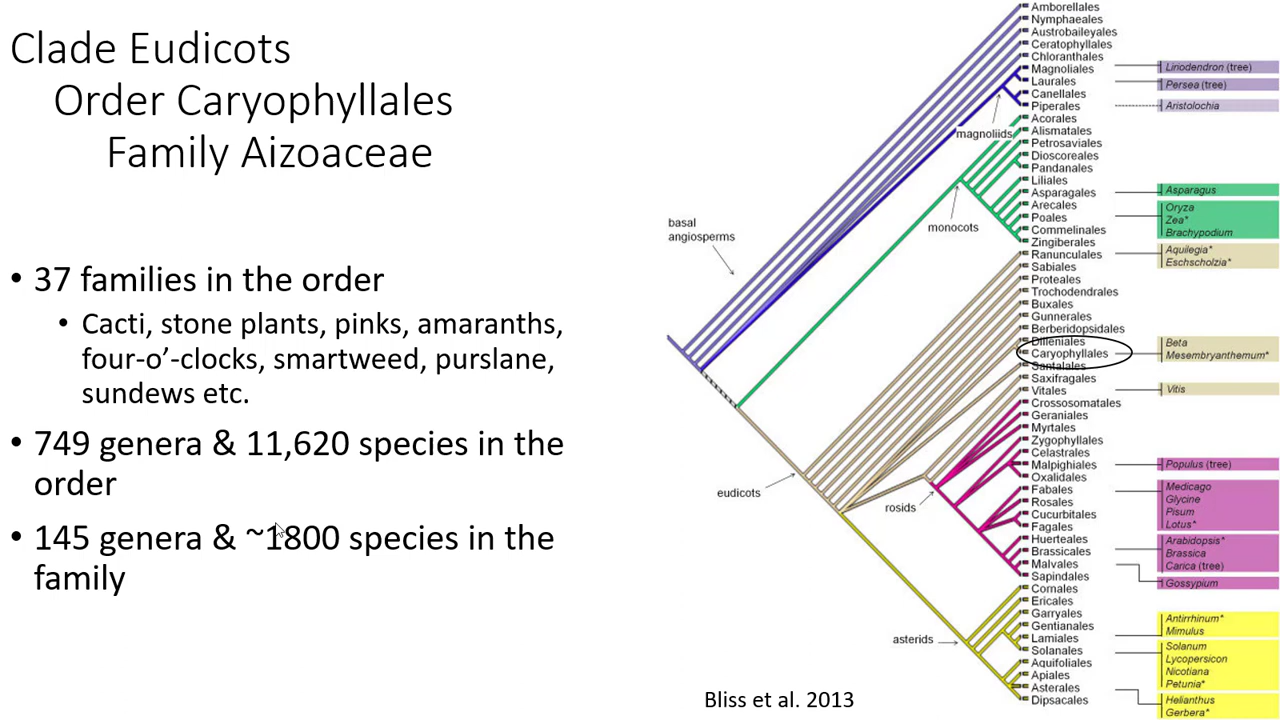 Clade Eudicots
Order Caryophyllales
Family Aizoaceae
• 37 families in the order
• Cacti, stone plants, pinks, amaranths,
four-o’-clocks, smartweed, purslane,
sundews etc.
• 749 genera & 11,620 species in the
order
• 145 genera & ~1800 species in the
family
basal
angiosperms
magnoliids
monocots
eudicots
rosids
asterids
Amborellales
Nymphaeales
Austrobaileyales
Ceratophyllales
Chloranthales
Magnoliales
Laurales
Canellales
Piperales
Acorales
Alismatales
Petrosaviales
Dioscoreales
Pandanales
Liliales
Asparagales
Arecales
Poales
Commelinales
Zingiberales
Ranunculales
Sabiales
Proteales
Trochodendrales
Buxales
Gunnerales
Berberidopsidales
Dilleniales
Caryophyllales
Santalales
Saxifragales
Vitales
Crossosomatales
Geraniales
Myrtales
Zygophyllales
Celastrales
Malpighiales
Oxalidales
Fabales
Rosales
Cucurbitales
Fagales
Huerteales
Brassicales
Malvales
Sapindales
Cornales
Ericales
Garryales
Gentianales
Lamiales
Solanales
Aquifoliales
Apiales
Asterales
Dipsacales
Liriodendron (tree)
Persea (tree)
Aristolochia
Asparagus
Oryza
Zea*
Brachypodium
Aquilegia*
Eschscholzia*
Beta
Mesembryanthemum*
Vitis
Populus (tree)
Medicago
Glycine
Pisum
Lotus*
Arabidopsis*
Brassica
Carica (tree)
Gossypium
Antirrhinum*
Mimulus
Solanum
Lycopersicon
Nicotiana
Petunia*
Helianthus
Gerbera*
Bliss et al. 2013